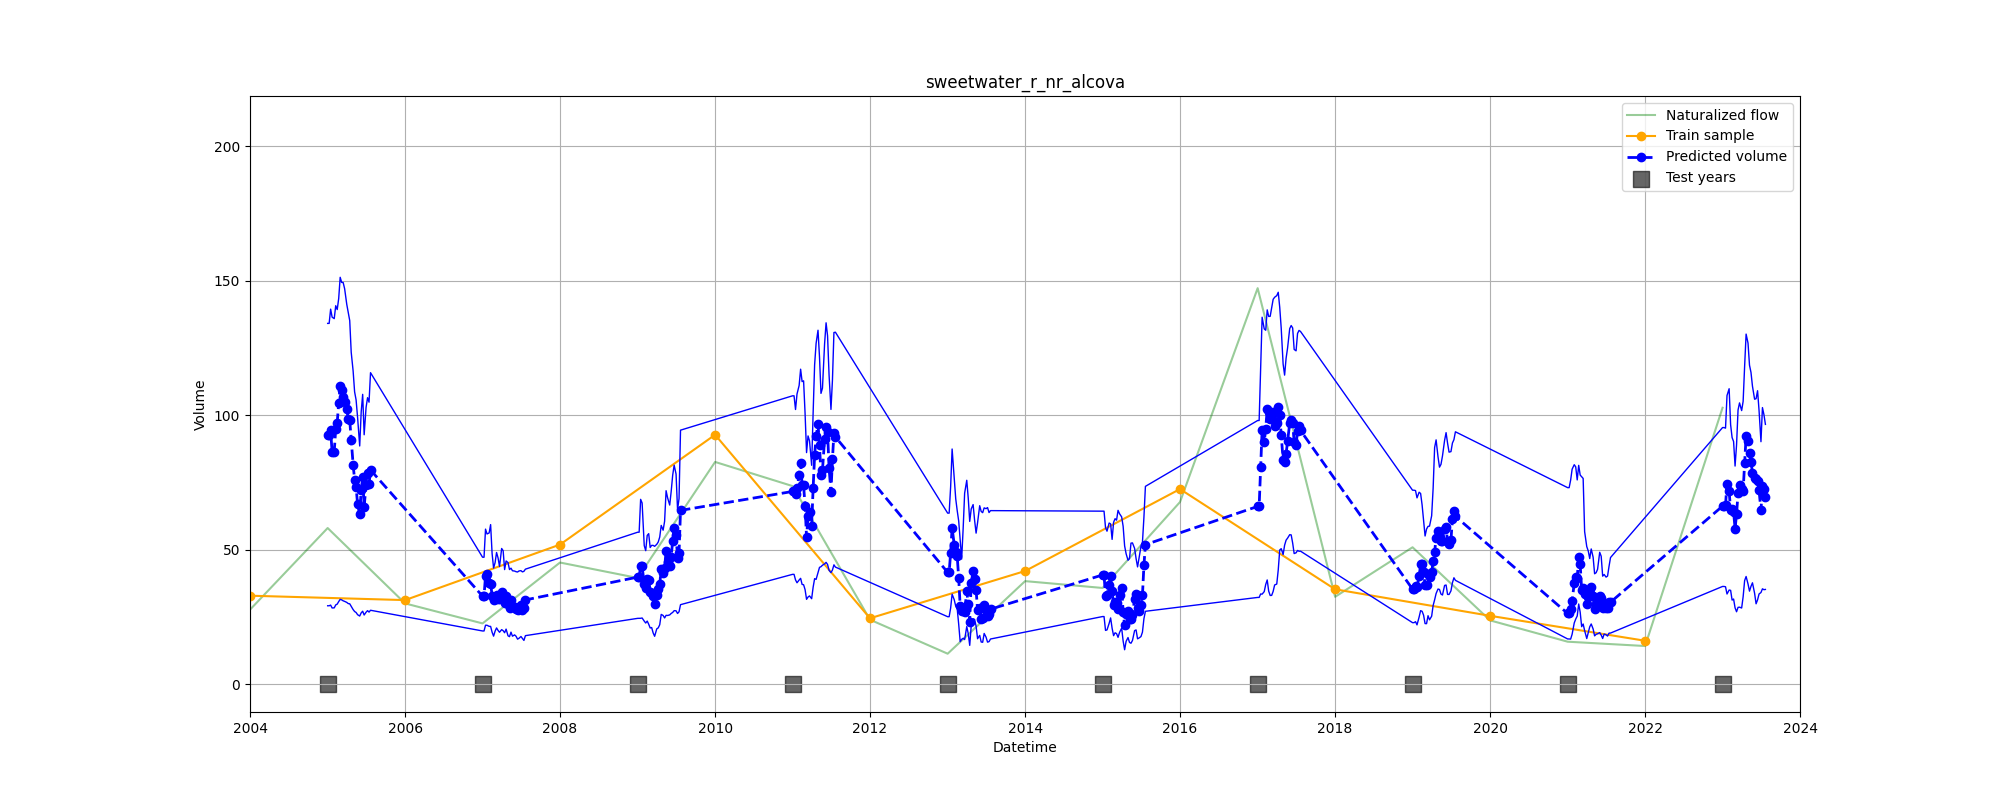 sweetwater_r_nr_alcova
Naturalized flow
Train sample
Predicted volume
Test years
Volume
200
150
100
50
0
2004 2006 2008 2010 2012 2014 2016 2018 2020 2022 2024
Datetime